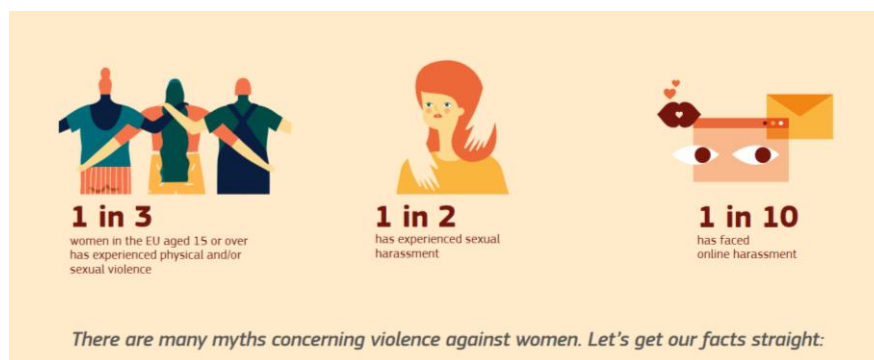 1 in 3
women in the EU aged 15 or over
has experienced physical and/or
sexual violence
1 in 2
has experienced sexual
harassment
1 in 10
has faced
online harassment
There are many myths concerning violence against women. Let's get our facts straight: